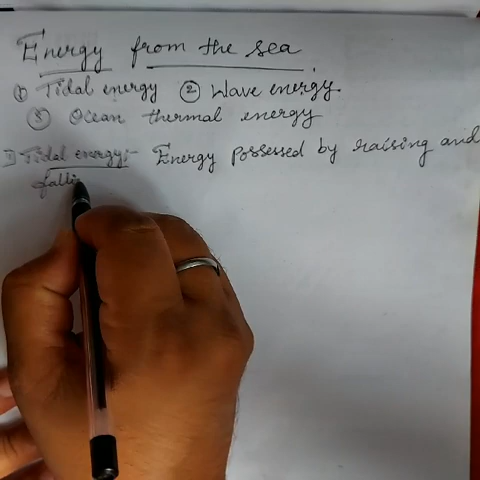 Energy from the sea
① Tidal energy ② Wave energy.
③ Ocean thermal energy
1) Tidal energy:- Energy possessed by raising and
falli